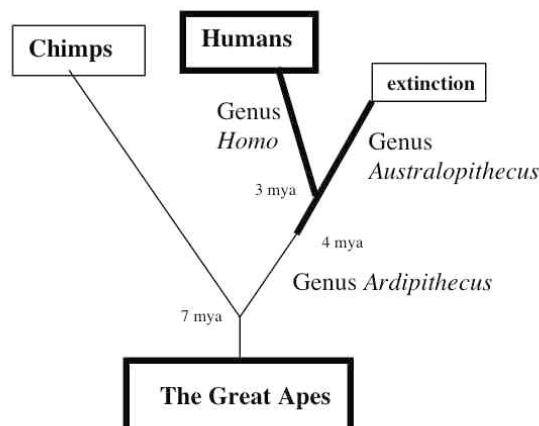 Humans
Chimps
extinction
Genus
Homo
Genus
Australopithecus
3 mya
4 mya
Genus Ardipithecus
7 mya
The Great Apes